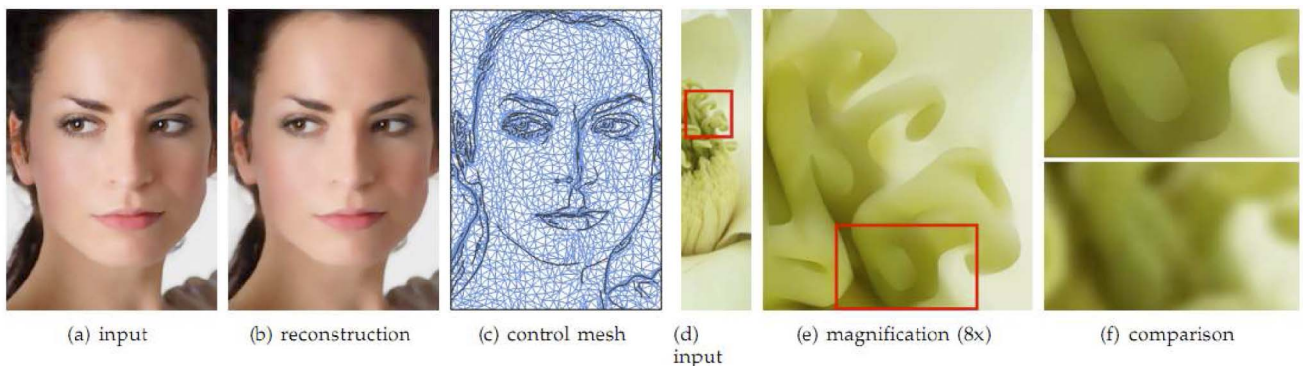 (a) input
(b) reconstruction
(c) control mesh
(d)
input
(e) magnification (8x)
(f) comparison